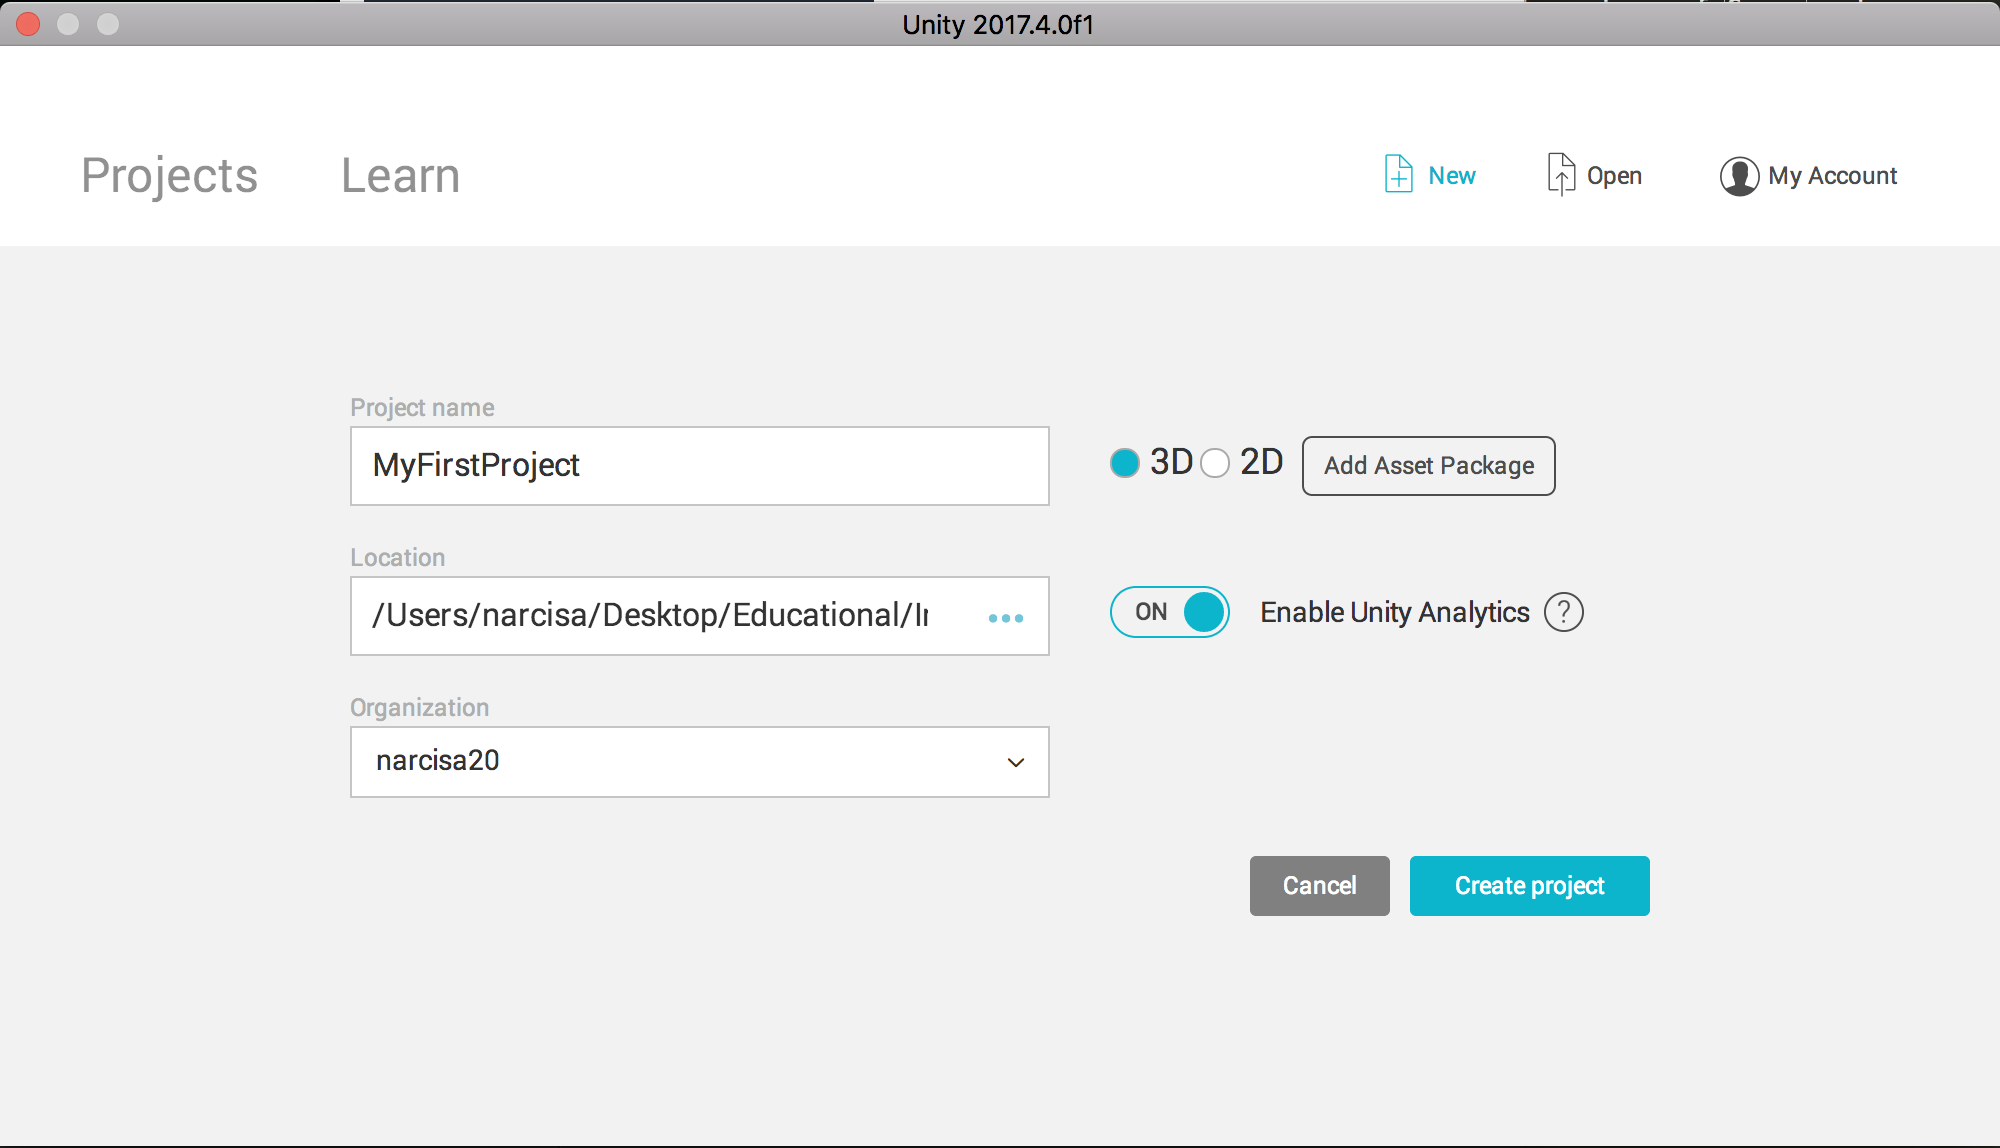 Unity 2017.4.0f1
Projects Learn New Open My Account
Project name
MyFirstProject
3D 2D Add Asset Package
Location
/Users/narcisa/Desktop/Educational/
ON Enable Unity Analytics ?
Organization
narcisa20
Cancel Create project